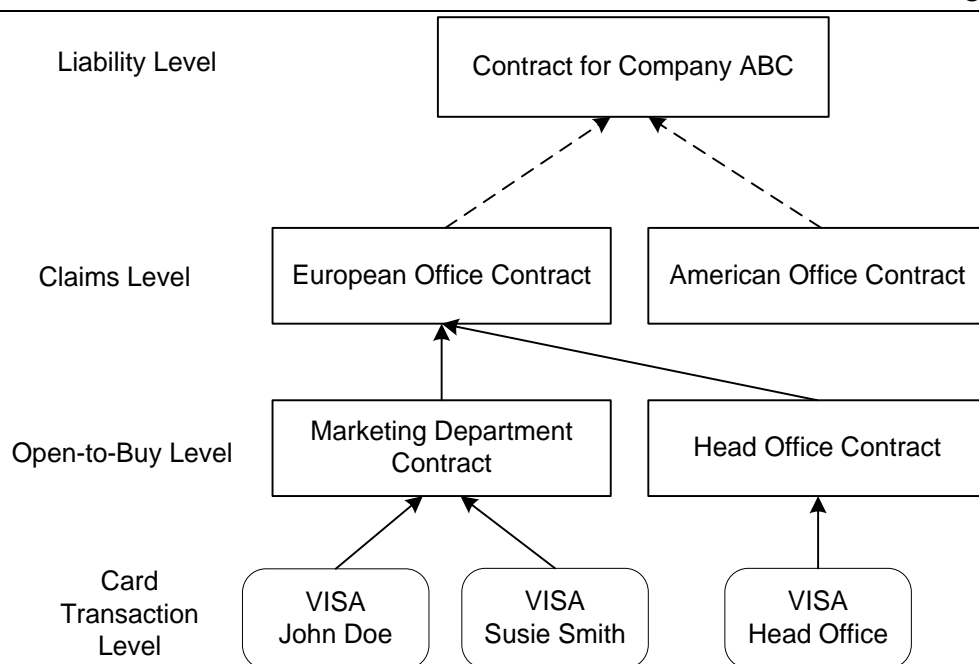 Liability Level
Contract for Company ABC
Claims Level
European Office Contract
American Office Contract
Open-to-Buy Level
Marketing Department
Contract
Head Office Contract
Card
Transaction
Level
VISA
John Doe
VISA
Susie Smith
VISA
Head Office